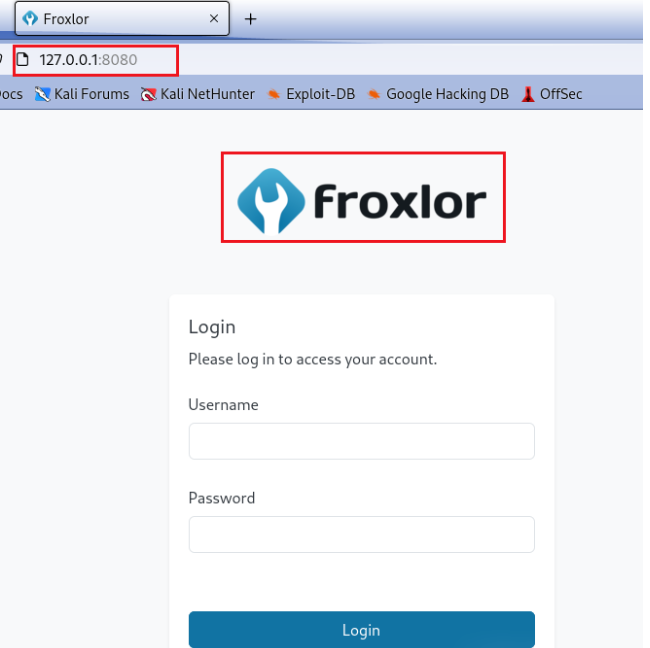 Froxlor × +
127.0.0.1:8080
ocs Kali Forums Kali NetHunter Exploit-DB Google Hacking DB OffSec
froxlor
Login
Please log in to access your account.
Username
Password
Login